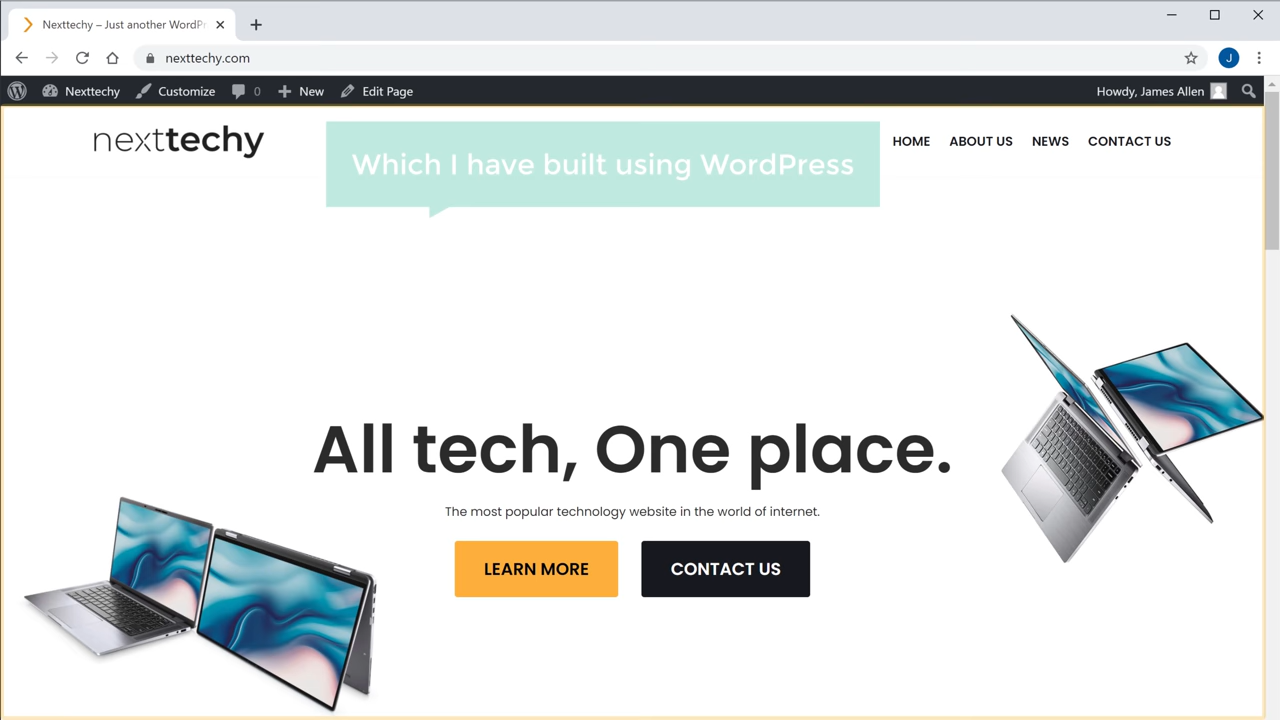 Nexttechy – Just another WordPr
nexttechy.com
J
Nexttechy Customize 0 New Edit Page Howdy, James Allen
nexttechy
Which I have built using WordPress
HOME ABOUT US NEWS CONTACT US
All tech, One place.
The most popular technology website in the world of internet.
LEARN MORE CONTACT US